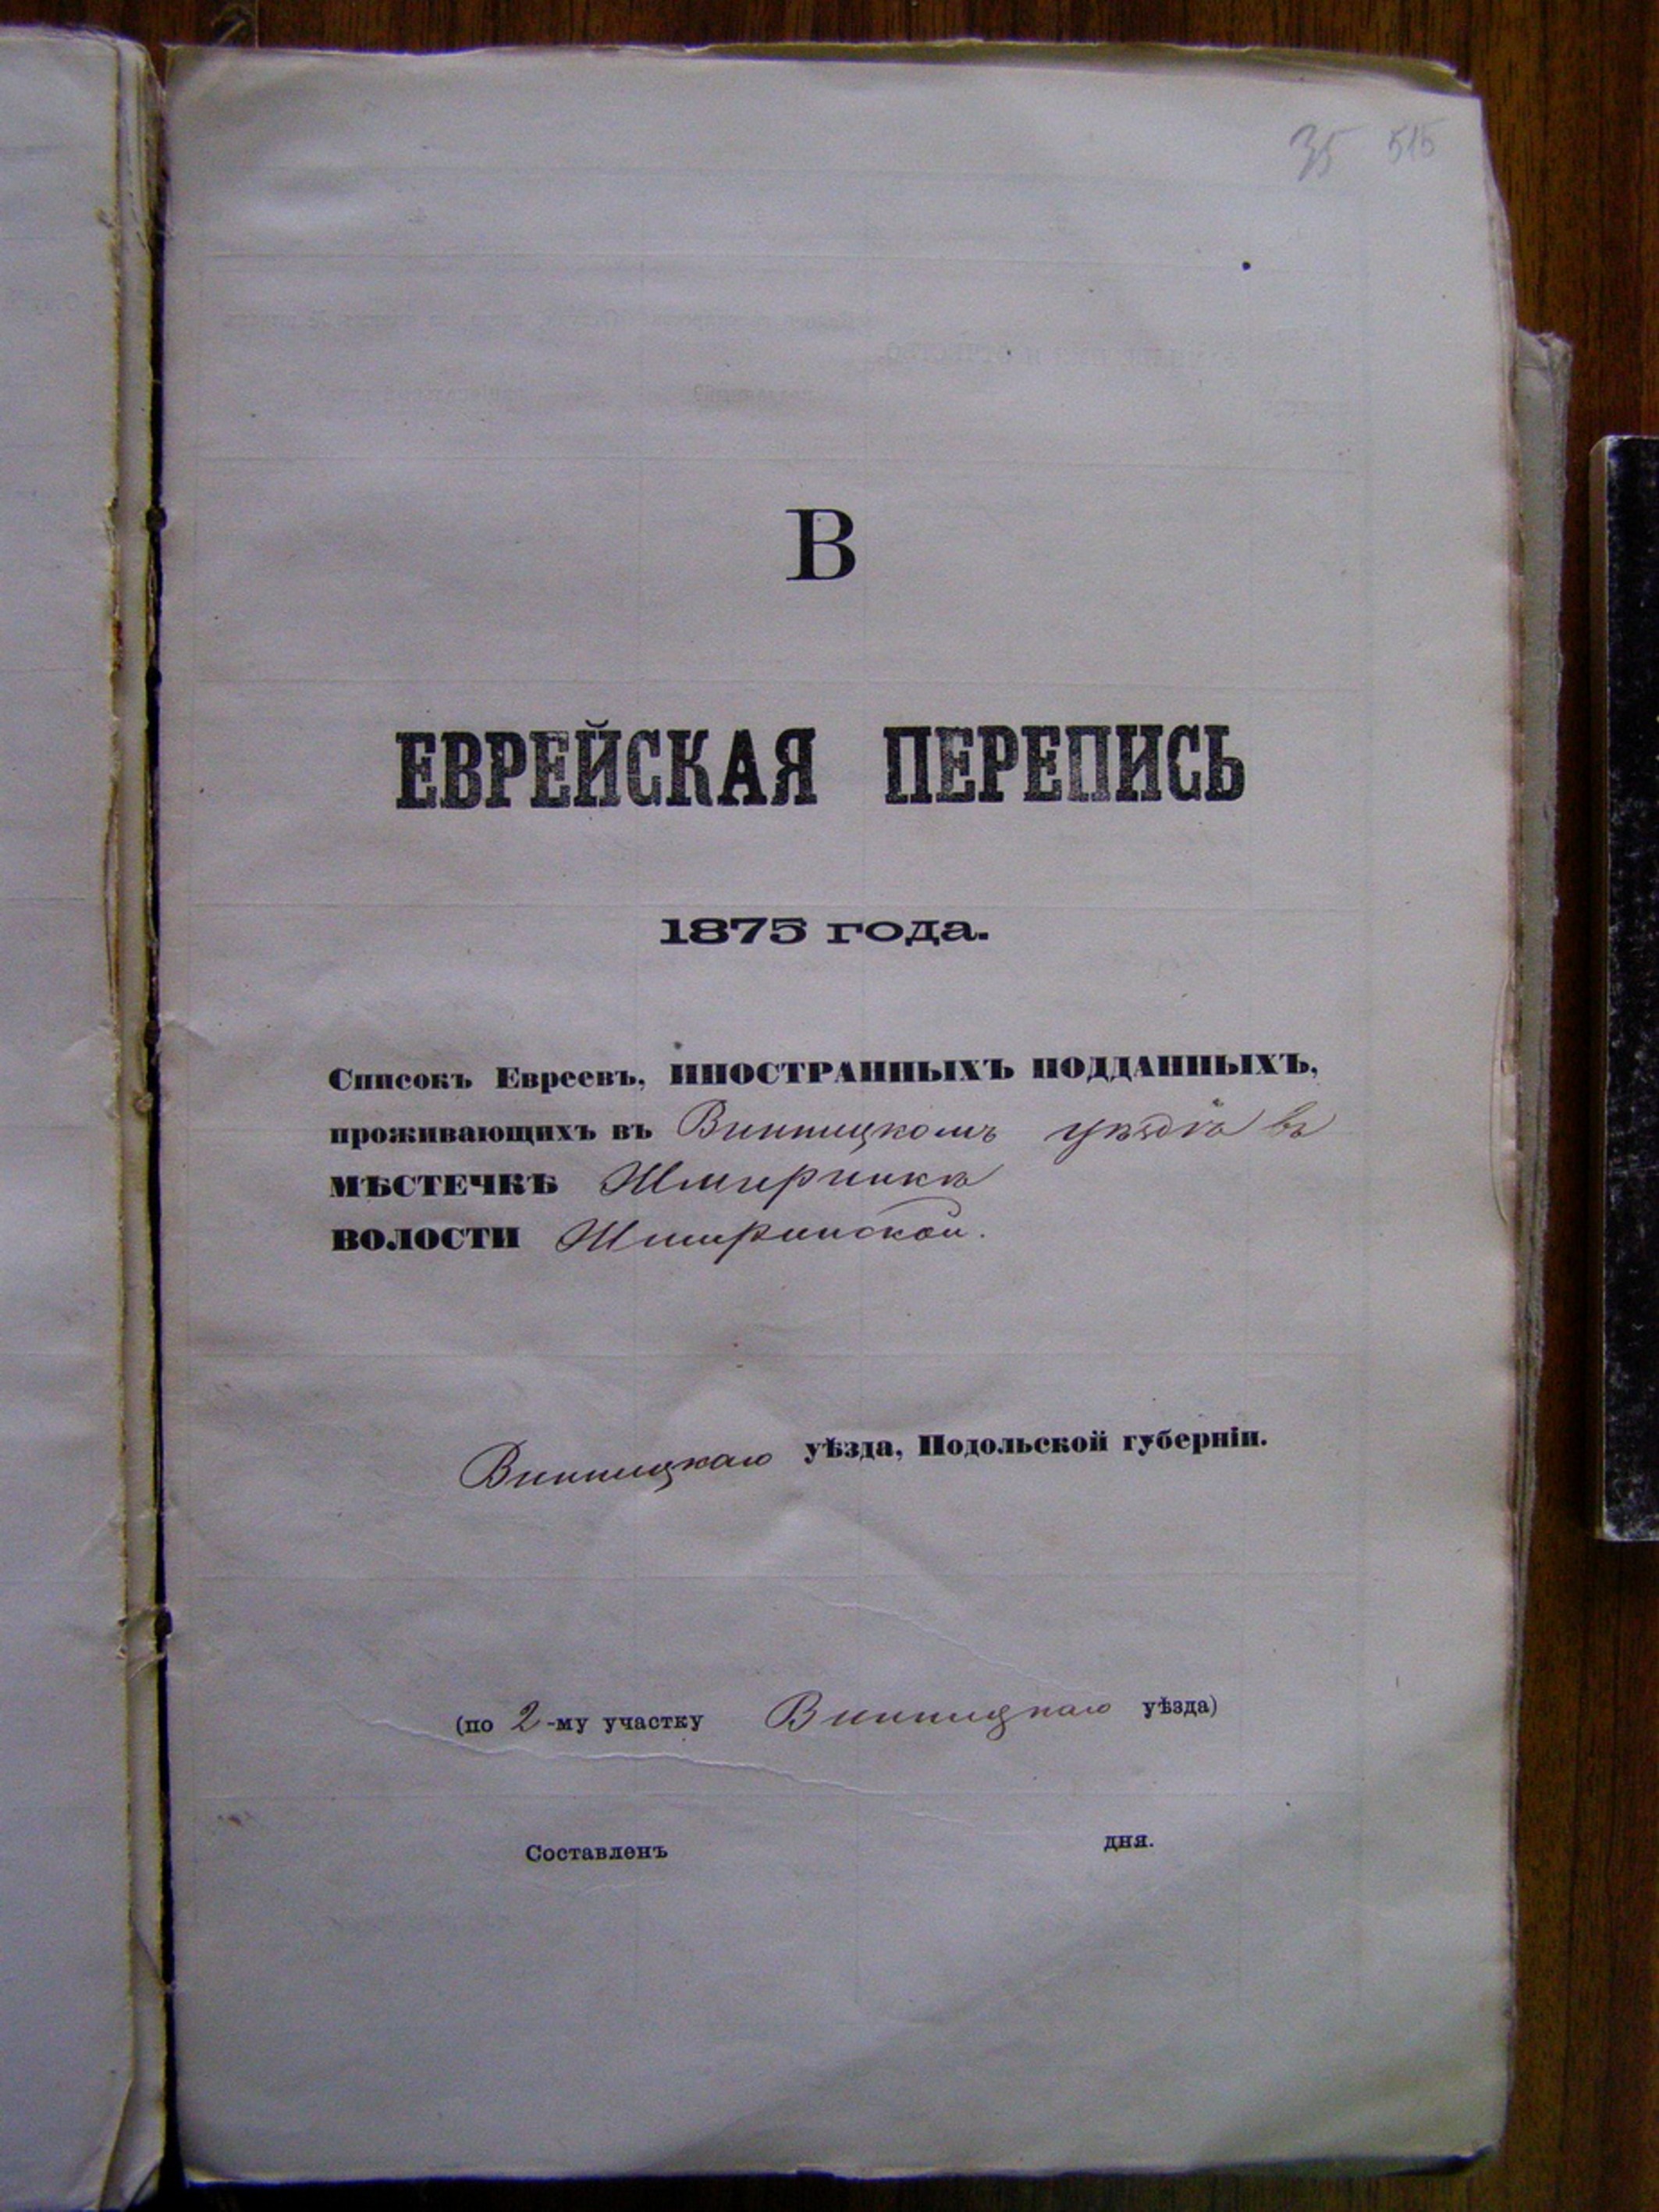 35 515
В
ЕВРЕЙСКАЯ ПЕРЕПИСЬ
1875 года.
Списокъ Евреевъ, ИНОСТРАННЫХЪ ПОДДАННЫХЪ,
проживающихъ въ Винницкомъ уѣздѣ въ
МѢСТЕЧКѢ Жмеринкѣ
ВОЛОСТИ Жмеринской.
Винницкаго уѣзда, Подольской губерніи.
(по 2-му участку Винницкаго уѣзда)
Составленъ дня.